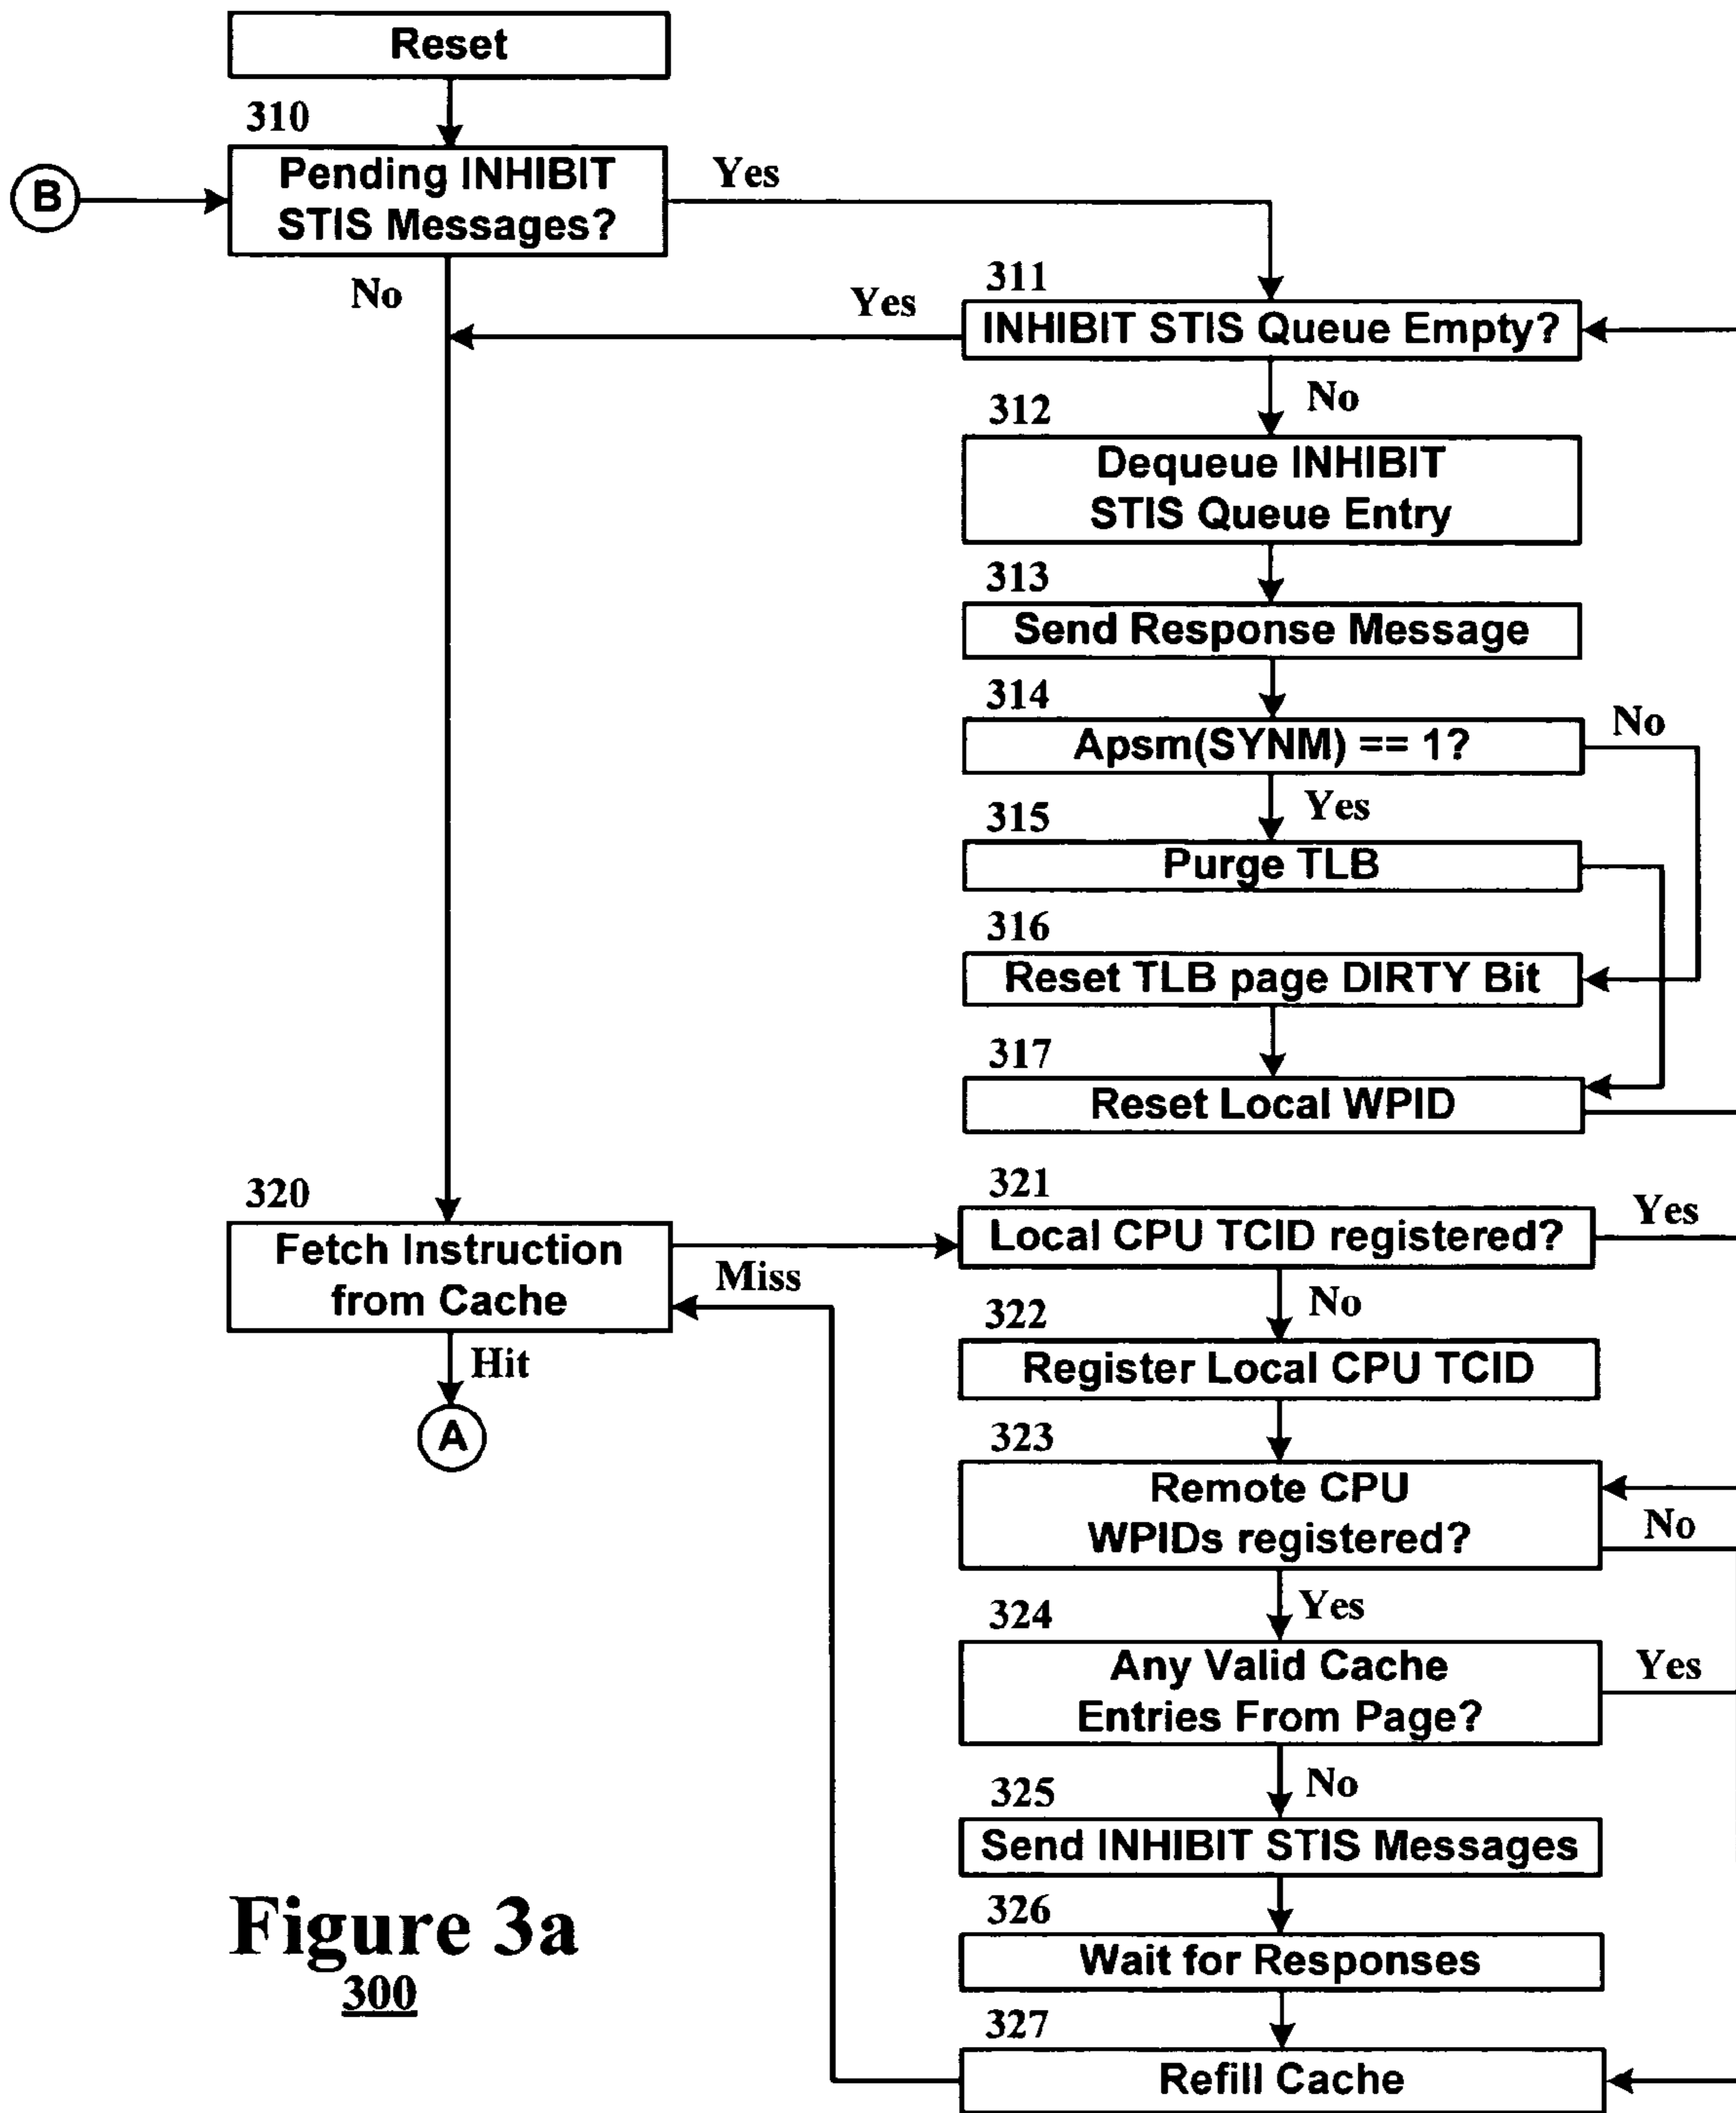 Reset
310
Pending INHIBIT
STIS Messages?
Yes
B
No
311
Yes
INHIBIT STIS Queue Empty?
No
312
Dequeue INHIBIT
STIS Queue Entry
313
Send Response Message
314
Apsm(SYNM) == 1?
No
Yes
315
Purge TLB
316
Reset TLB page DIRTY Bit
317
Reset Local WPID
320
Fetch Instruction
from Cache
Miss
Hit
A
321
Local CPU TCID registered?
Yes
No
322
Register Local CPU TCID
323
Remote CPU
WPIDs registered?
No
Yes
324
Any Valid Cache
Entries From Page?
Yes
No
325
Send INHIBIT STIS Messages
326
Wait for Responses
327
Refill Cache
Figure 3a
300